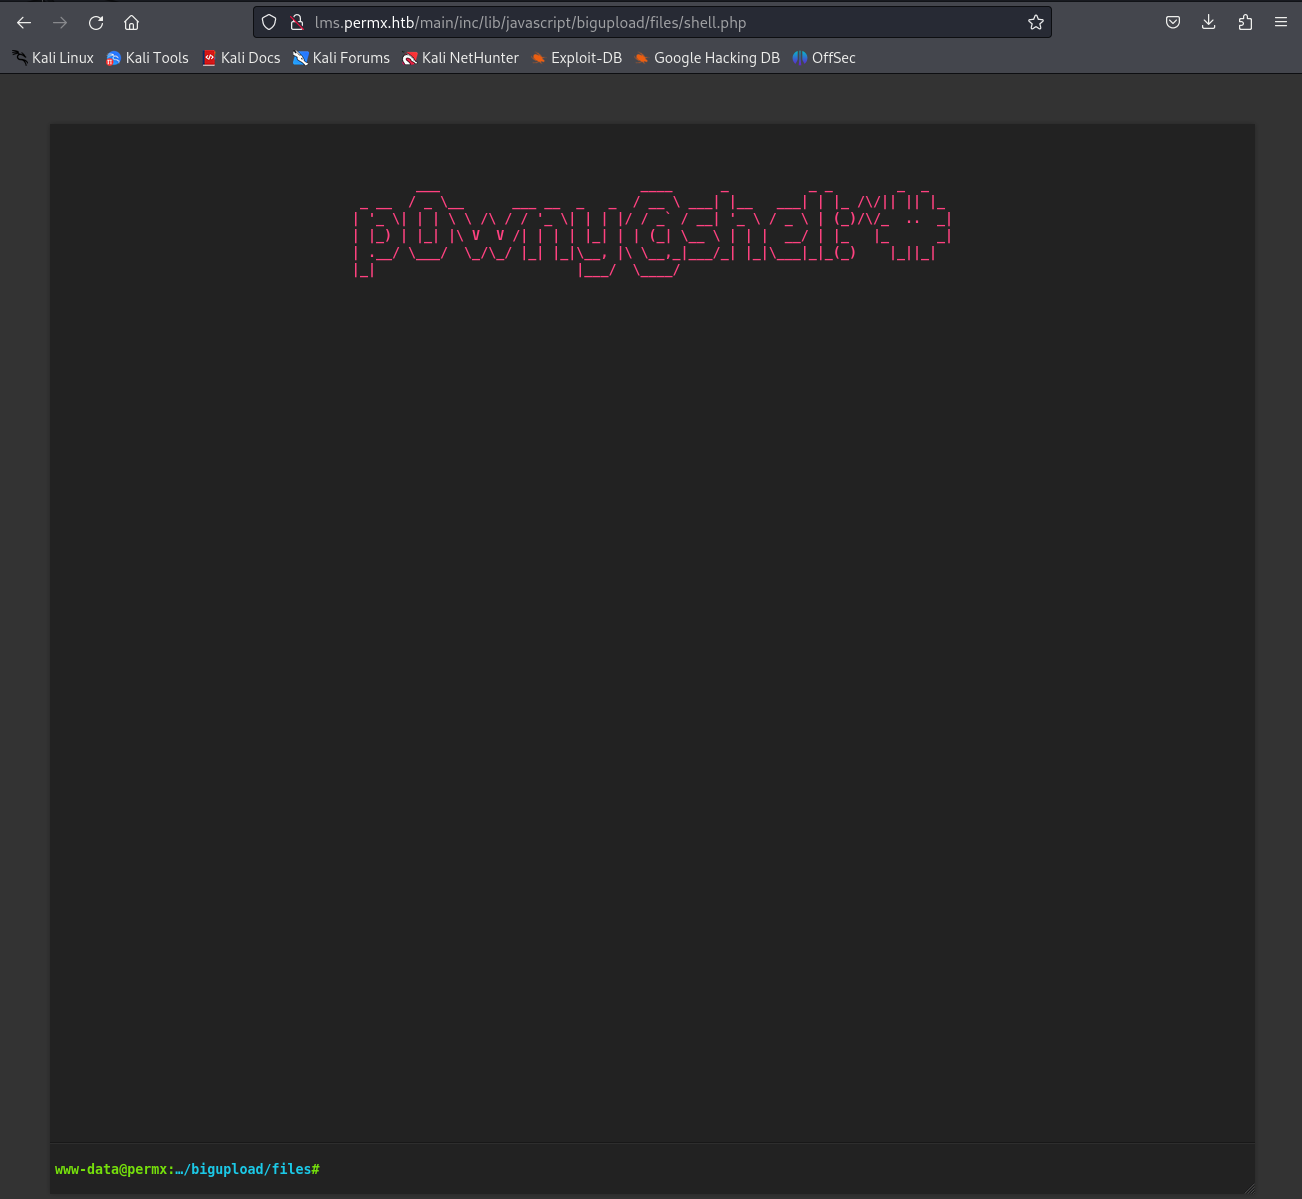 lms.permx.htb/main/inc/lib/javascript/bigupload/files/shell.php
Kali Linux Kali Tools Kali Docs Kali Forums Kali NetHunter Exploit-DB Google Hacking DB OffSec
p0wny@shell:~#
www-data@permx:…/bigupload/files#